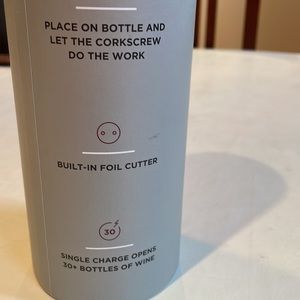 PLACE ON BOTTLE AND
LET THE CORKSCREW
DO THE WORK
BUILT-IN FOIL CUTTER
30
SINGLE CHARGE OPENS
30+ BOTTLES OF WINE